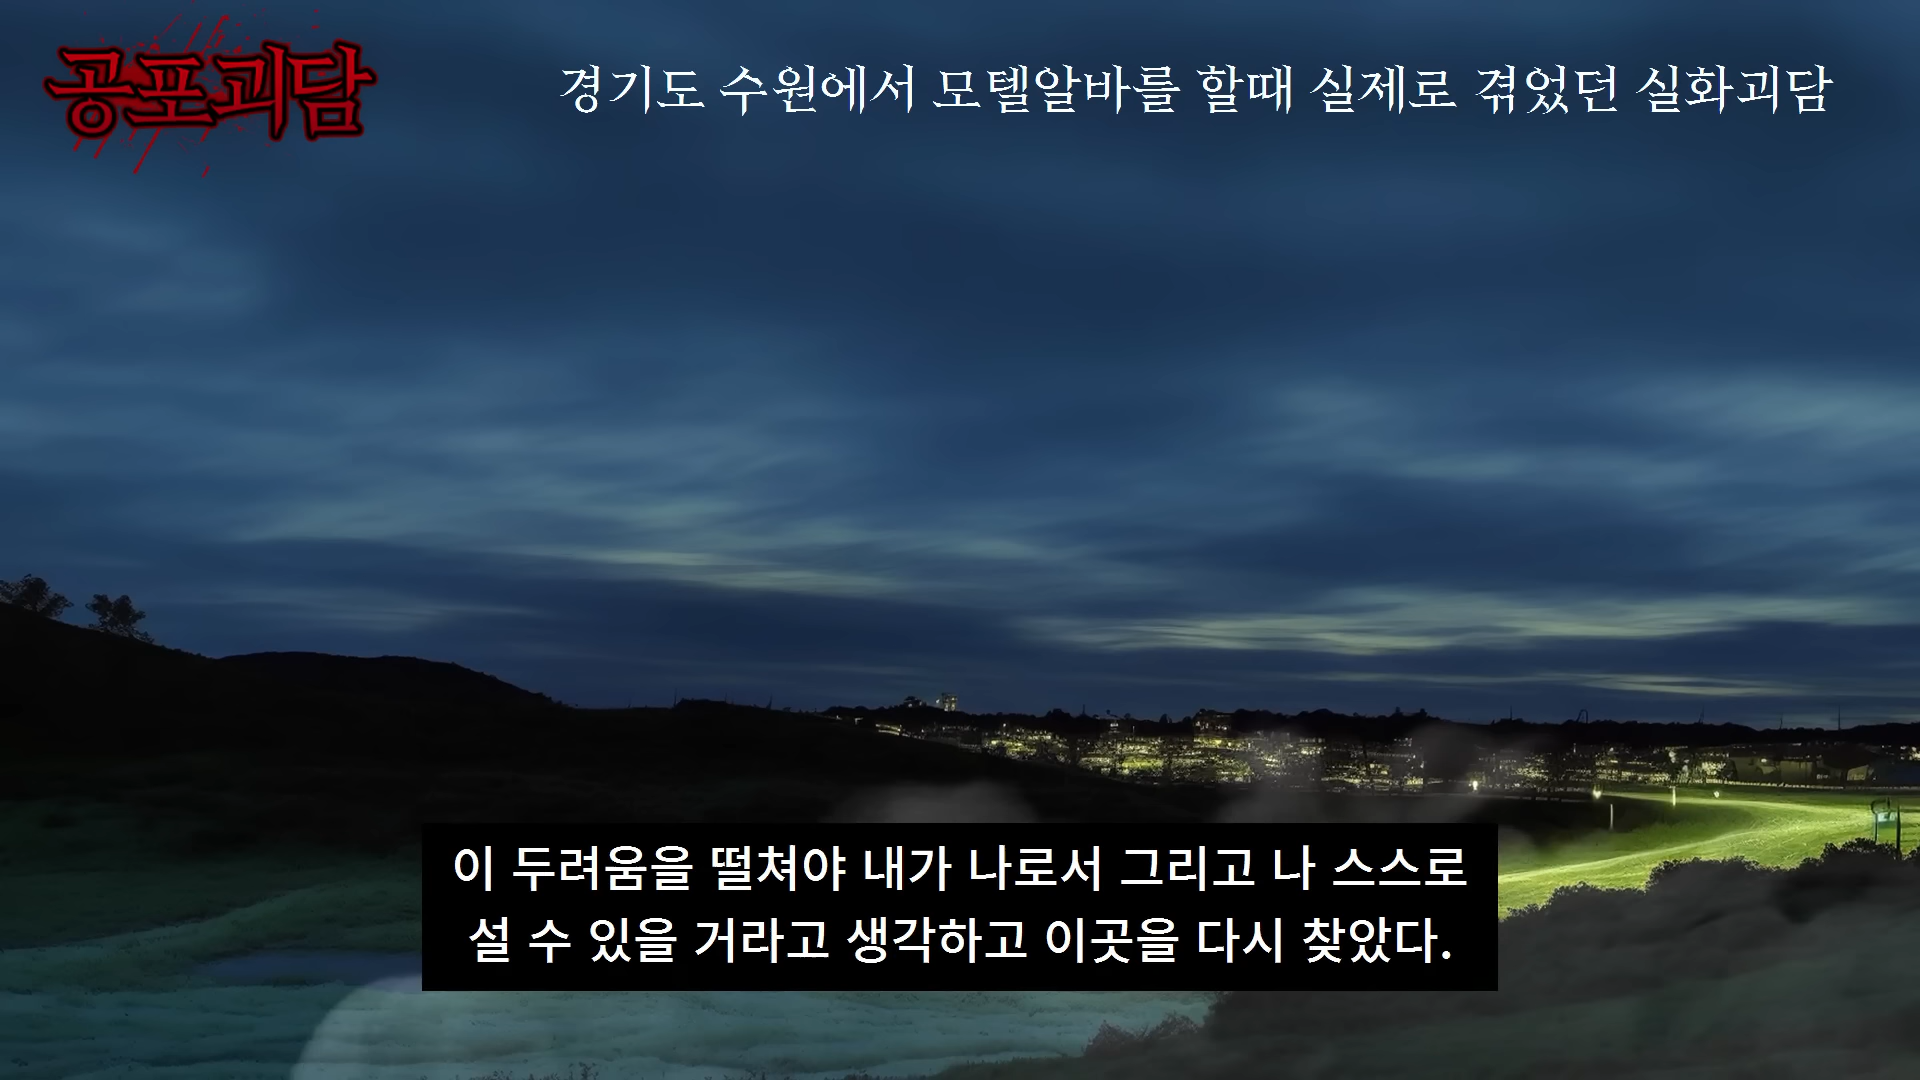 공포괴담
경기도 수원에서 모텔알바를 할때 실제로 겪었던 실화괴담
이 두려움을 떨쳐야 내가 나로서 그리고 나 스스로
설 수 있을 거라고 생각하고 이곳을 다시 찾았다.